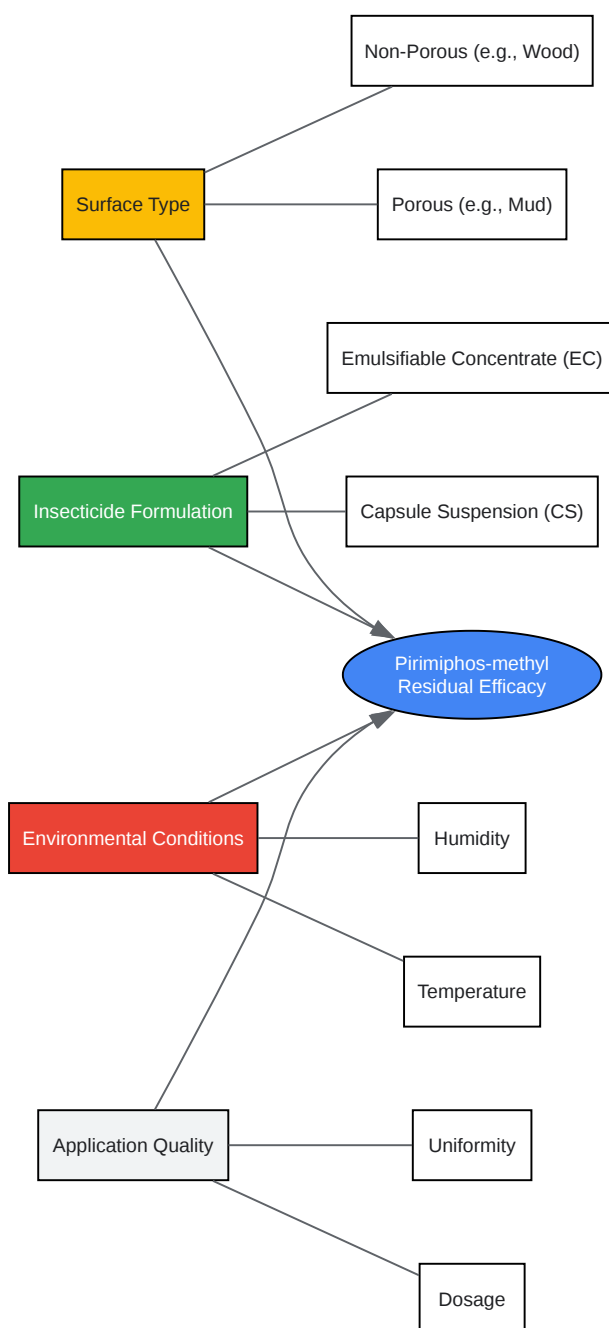 Non-Porous (e.g., Wood)
Surface Type
Porous (e.g., Mud)
Emulsifiable Concentrate (EC)
Insecticide Formulation
Capsule Suspension (CS)
Pirimiphos-methyl
Residual Efficacy
Environmental Conditions
Humidity
Temperature
Application Quality
Uniformity
Dosage